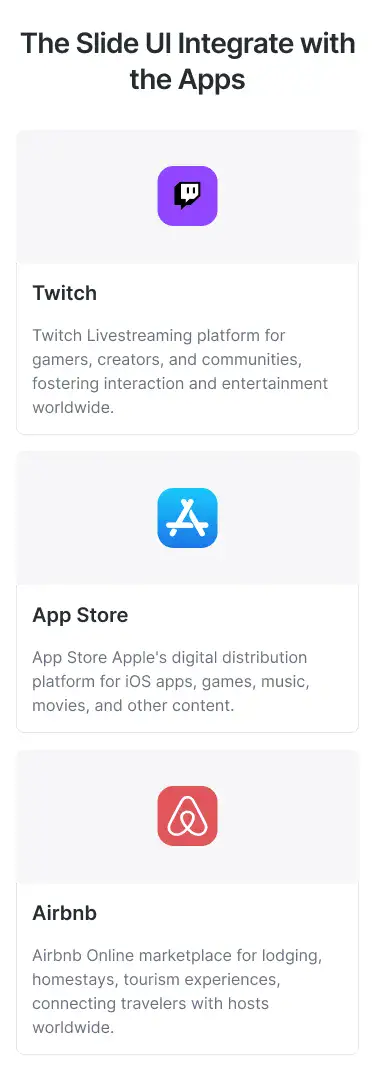 The Slide UI Integrate with
the Apps
Twitch
Twitch Livestreaming platform for
gamers, creators, and communities,
fostering interaction and entertainment
worldwide.
App Store
App Store Apple's digital distribution
platform for iOS apps, games, music,
movies, and other content.
Airbnb
Airbnb Online marketplace for lodging,
homestays, tourism experiences,
connecting travelers with hosts
worldwide.